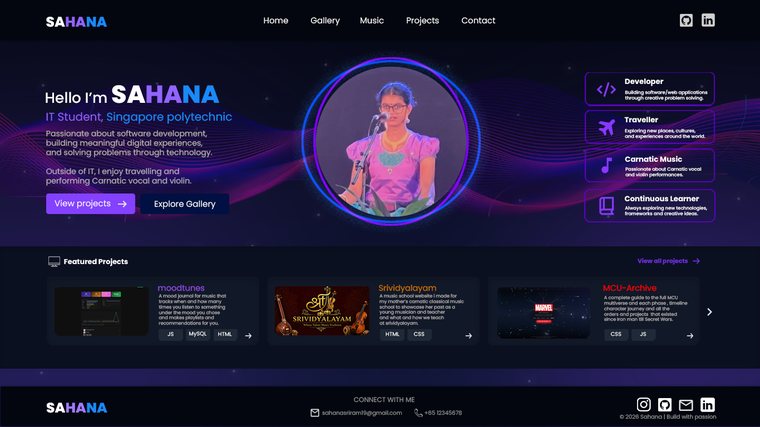 SAHANA
Home Gallery Music Projects Contact
Hello I’m SAHANA
IT Student, Singapore polytechnic
Passionate about software development,
building meaningful digital experiences,
and solving problems through technology.
Outside of IT, I enjoy travelling and
performing Carnatic vocal and violin.
View projects
Explore Gallery
Developer
Building software/web applications
through creative problem solving.
Traveller
Exploring new places, cultures,
and experiences around the world.
Carnatic Music
Passionate about Carnatic vocal
and violin performances.
Continuous Learner
Always exploring new technologies,
frameworks and creative ideas.
Featured Projects
View all projects
moodtunes
A mood journal for music that
tracks when and how many
times you listen to something
under the mood you chose
and makes playlists and
recommendations for you.
JS MySQL HTML
श्री
SRIVIDYALAYAM
Srividyalayam
A music school website I made for
my mother's carnatic classical music
school to showcase her past as a
young musician and teacher
and what and how we teach
at srividyalayam.
HTML CSS
MARVEL
MCU-Archive
A complete guide to the full MCU
multiverse and each phase , timeline
character journey and all the
orders and projects that existed
since iron man till Secret Wars.
CSS JS
SAHANA
CONNECT WITH ME
sahanasriram19@gmail.com
+65 12345678
© 2026 Sahana | Build with passion